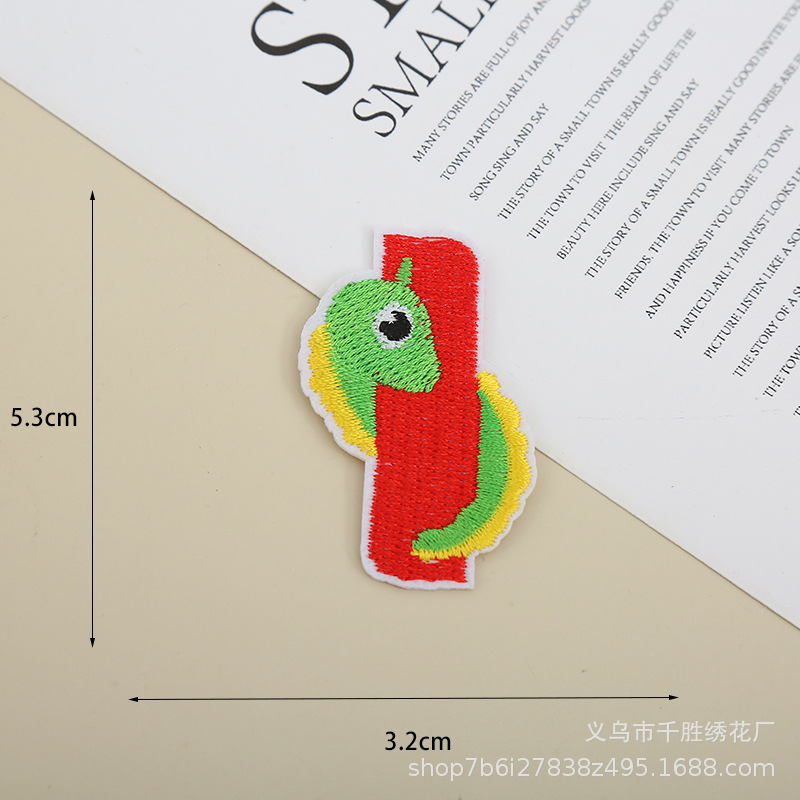 SMALL
MANY STORIES ARE FULL OF JOY AN
TOWN PARTICULARLY HARVEST LOOKS
SONG SING AND SAY
THE STORY OF A SMALL TOWN IS REALLY GOOD
THE TOWN TO VISIT THE REALM OF LIFE THE
BEAUTY HERE INCLUDE SING AND SAY
THE STORY OF A SMALL TOWN IS REALLY GOOD INVITE YOU
FRIENDS. THE TOWN TO VISIT MANY STORIES ARE
AND HAPPINESS IF YOU COME TO TOWN
PARTICULARLY HARVEST LOOKS LI
PICTURE LISTEN LIKE A SON
THE STORY OF A SMA
THE TOWN
5.3cm
3.2cm
义乌市千胜绣花厂
shop7b6i27838z495.1688.com